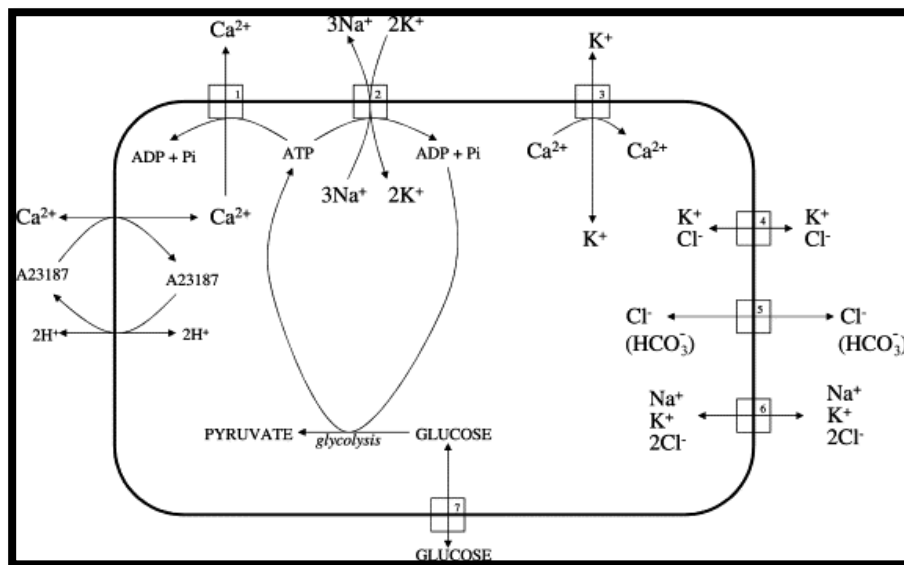 Ca²⁺
3Na⁺ 2K⁺
K⁺
1
2
3
ADP + Pi
ATP
ADP + Pi
Ca²⁺ Ca²⁺
3Na⁺ 2K⁺
Ca²⁺
Ca²⁺
K⁺
K⁺
Cl⁻
4
K⁺
Cl⁻
A23187
A23187
2H⁺
2H⁺
Cl⁻
(HCO₃⁻)
5
Cl⁻
(HCO₃⁻)
Na⁺
K⁺
2Cl⁻
6
Na⁺
K⁺
2Cl⁻
PYRUVATE
glycolysis
GLUCOSE
7
GLUCOSE